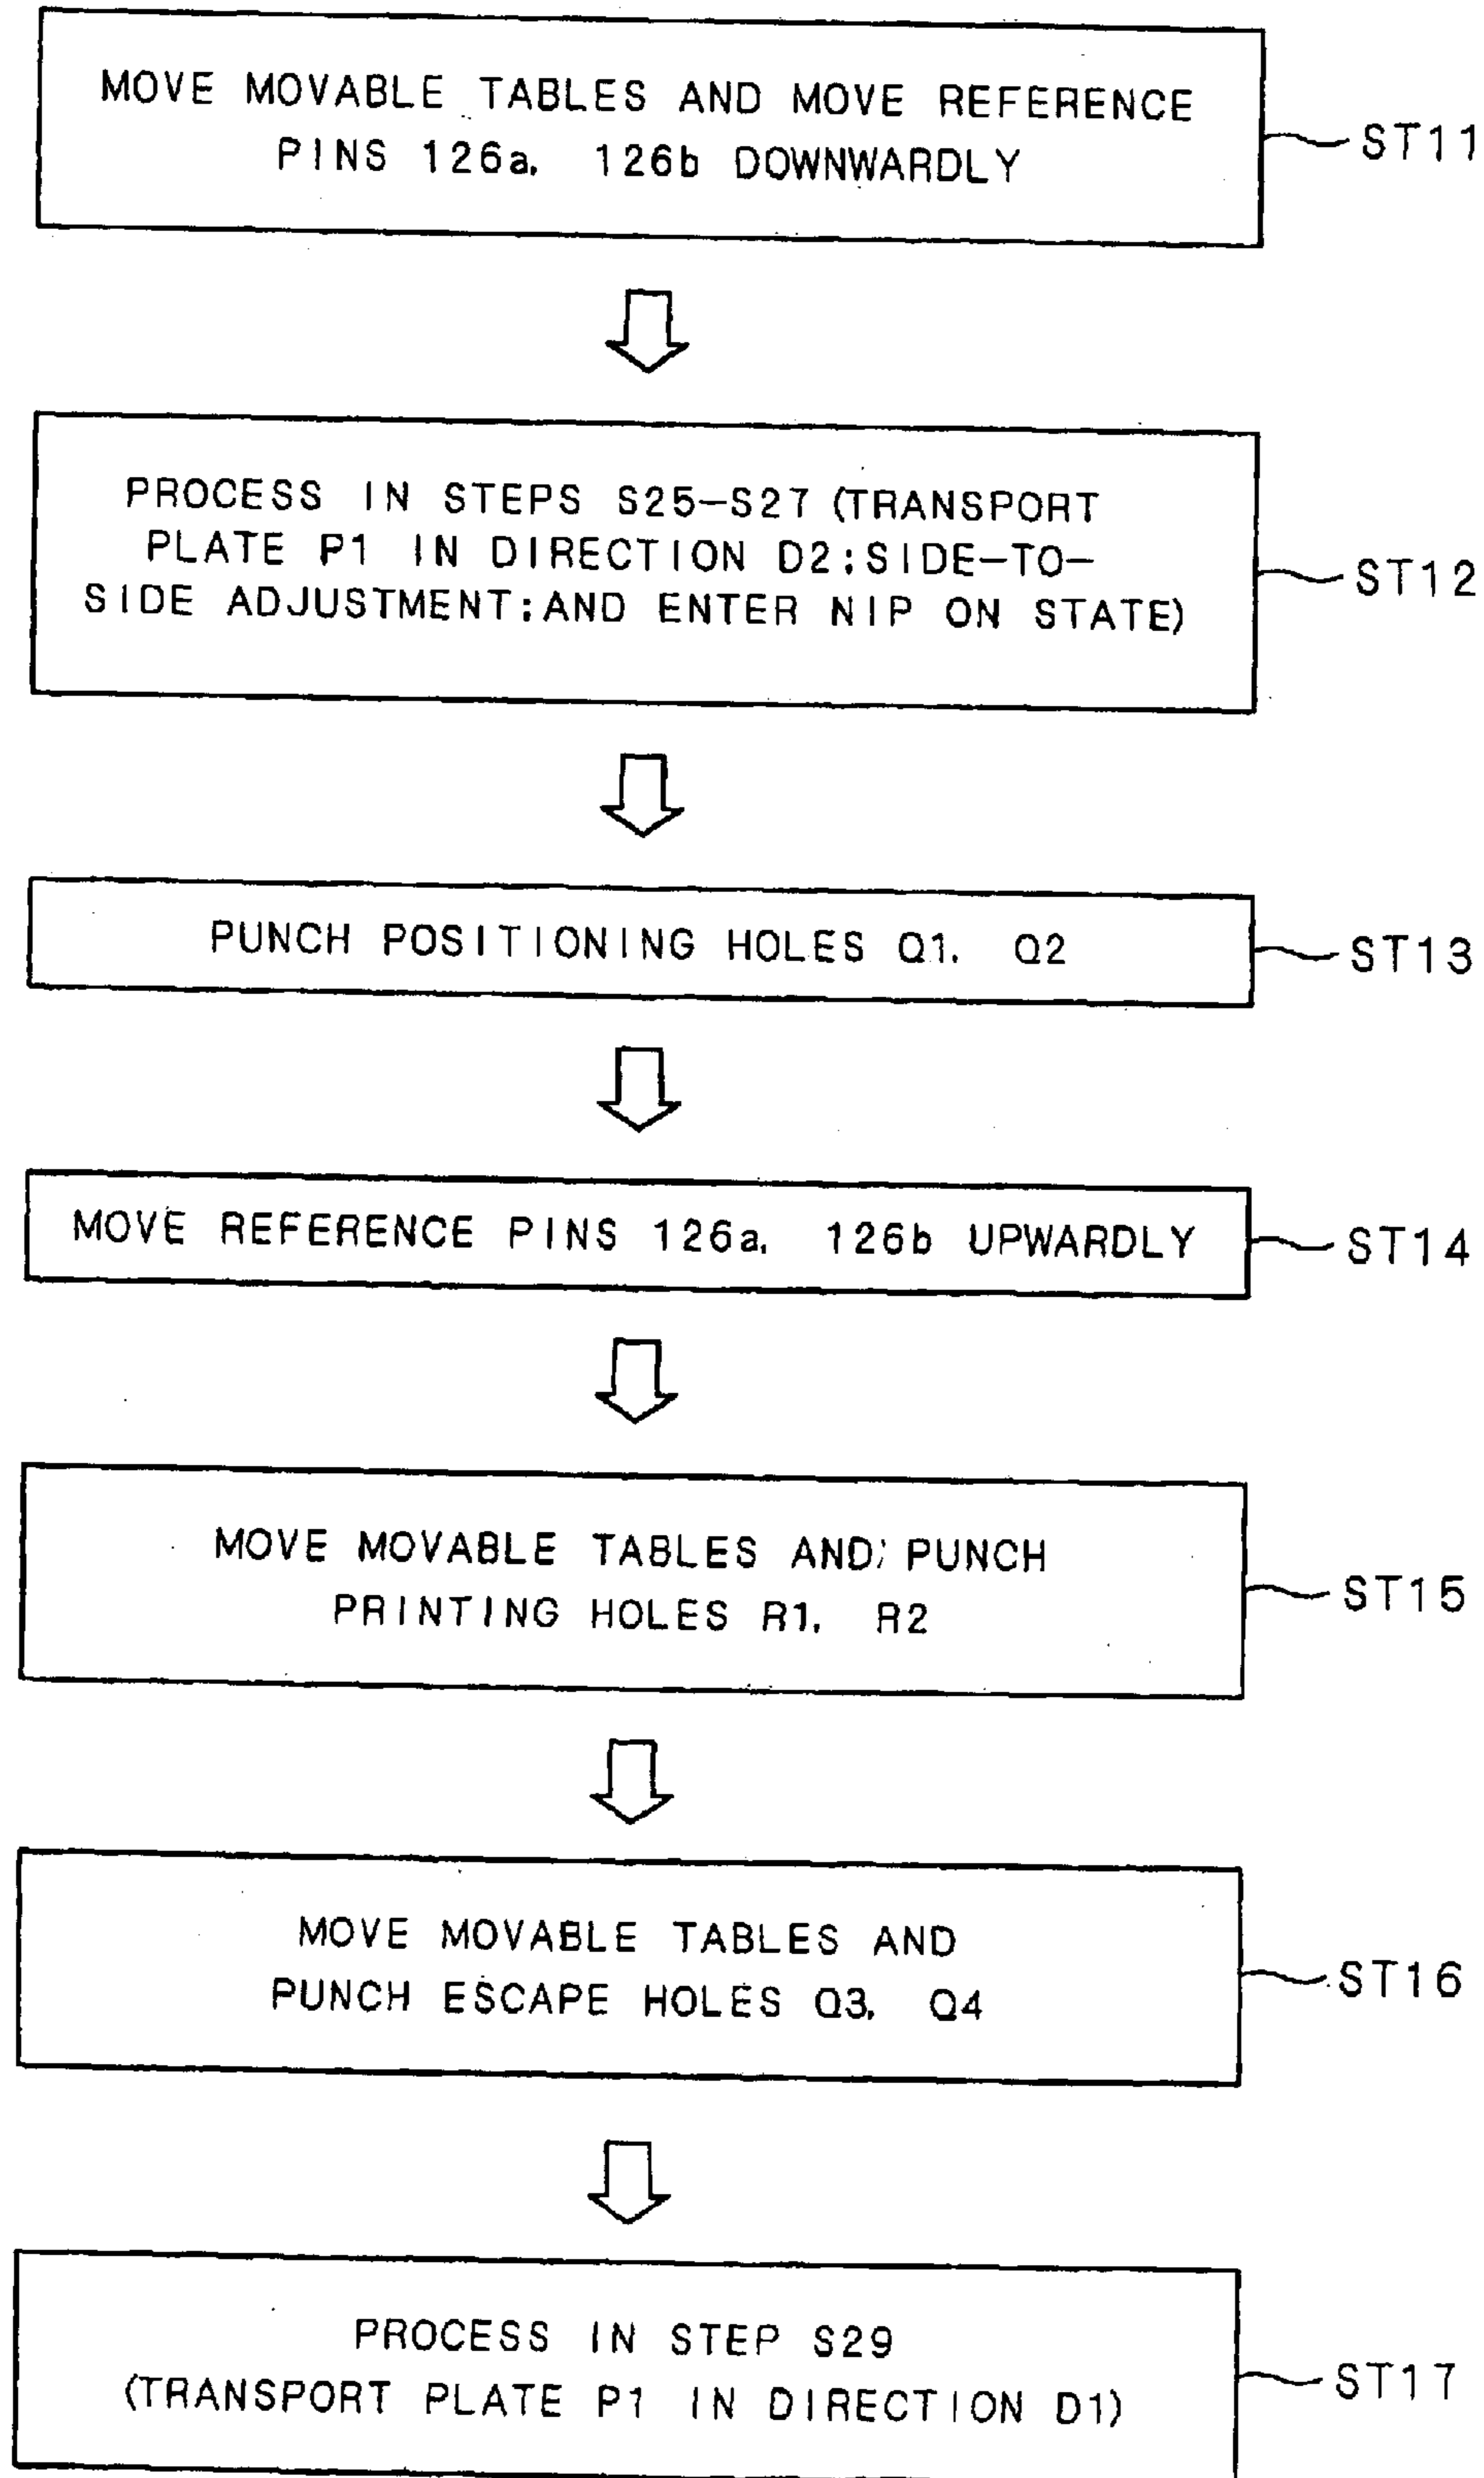 MOVE MOVABLE TABLES AND MOVE REFERENCE
PINS 126a, 126b DOWNWARDLY
ST11
PROCESS IN STEPS S25-S27 (TRANSPORT
PLATE P1 IN DIRECTION D2;SIDE-TO-
SIDE ADJUSTMENT;AND ENTER NIP ON STATE)
ST12
PUNCH POSITIONING HOLES Q1, Q2
ST13
MOVE REFERENCE PINS 126a, 126b UPWARDLY
ST14
MOVE MOVABLE TABLES AND PUNCH
PRINTING HOLES R1, R2
ST15
MOVE MOVABLE TABLES AND
PUNCH ESCAPE HOLES Q3, Q4
ST16
PROCESS IN STEP S29
(TRANSPORT PLATE P1 IN DIRECTION D1)
ST17